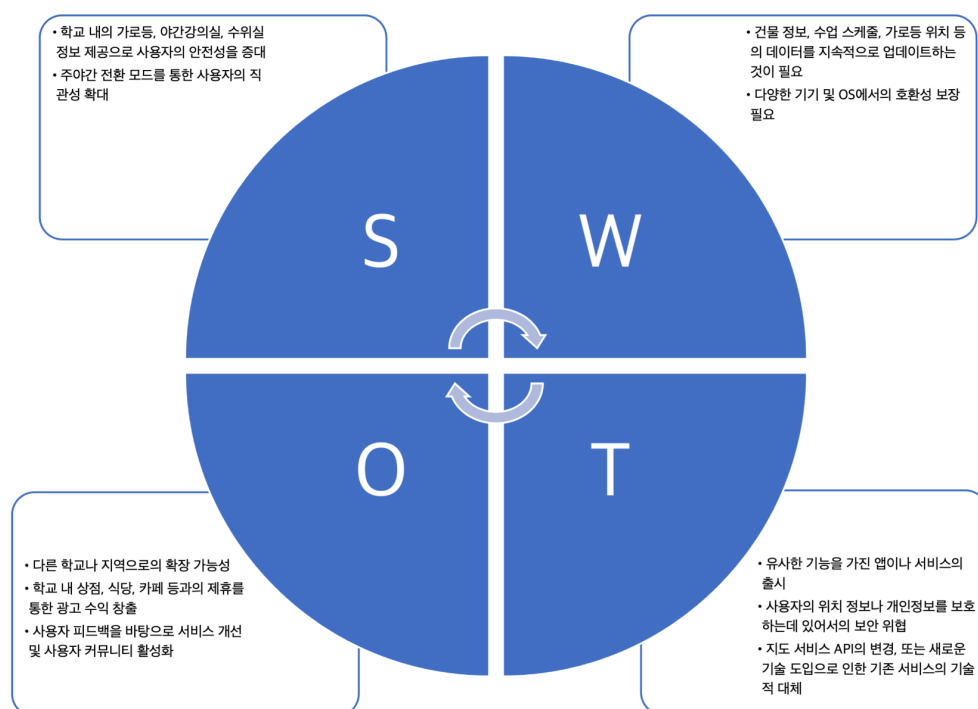 • 학교 내의 가로등, 야간강의실, 수위실
정보 제공으로 사용자의 안전성을 증대
• 주야간 전환 모드를 통한 사용자의 직
관성 확대
• 건물 정보, 수업 스케줄, 가로등 위치 등
의 데이터를 지속적으로 업데이트하는
것이 필요
• 다양한 기기 및 OS에서의 호환성 보장
필요
S
W
O
T
• 다른 학교나 지역으로의 확장 가능성
• 학교 내 상점, 식당, 카페 등과의 제휴를
통한 광고 수익 창출
• 사용자 피드백을 바탕으로 서비스 개선
및 사용자 커뮤니티 활성화
• 유사한 기능을 가진 앱이나 서비스의
출시
• 사용자의 위치 정보나 개인정보를 보호
하는데 있어서의 보안 위협
• 지도 서비스 API의 변경, 또는 새로운
기술 도입으로 인한 기존 서비스의 기술
적 대체